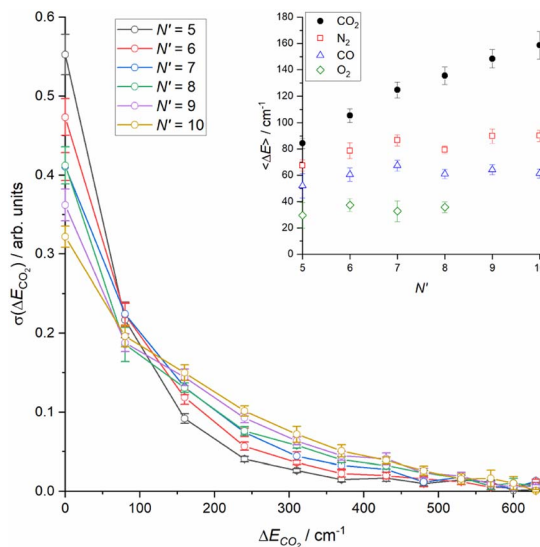 σ(ΔE_CO₂) / arb. units
0.6
0.5
0.4
0.3
0.2
0.1
0.0
0 100 200 300 400 500 600
ΔE_CO₂ / cm⁻¹
N' = 5
N' = 6
N' = 7
N' = 8
N' = 9
N' = 10
<ΔE> / cm⁻¹
180
160
140
120
100
80
60
40
20
0
5 6 7 8 9
N'
CO₂
N₂
CO
O₂